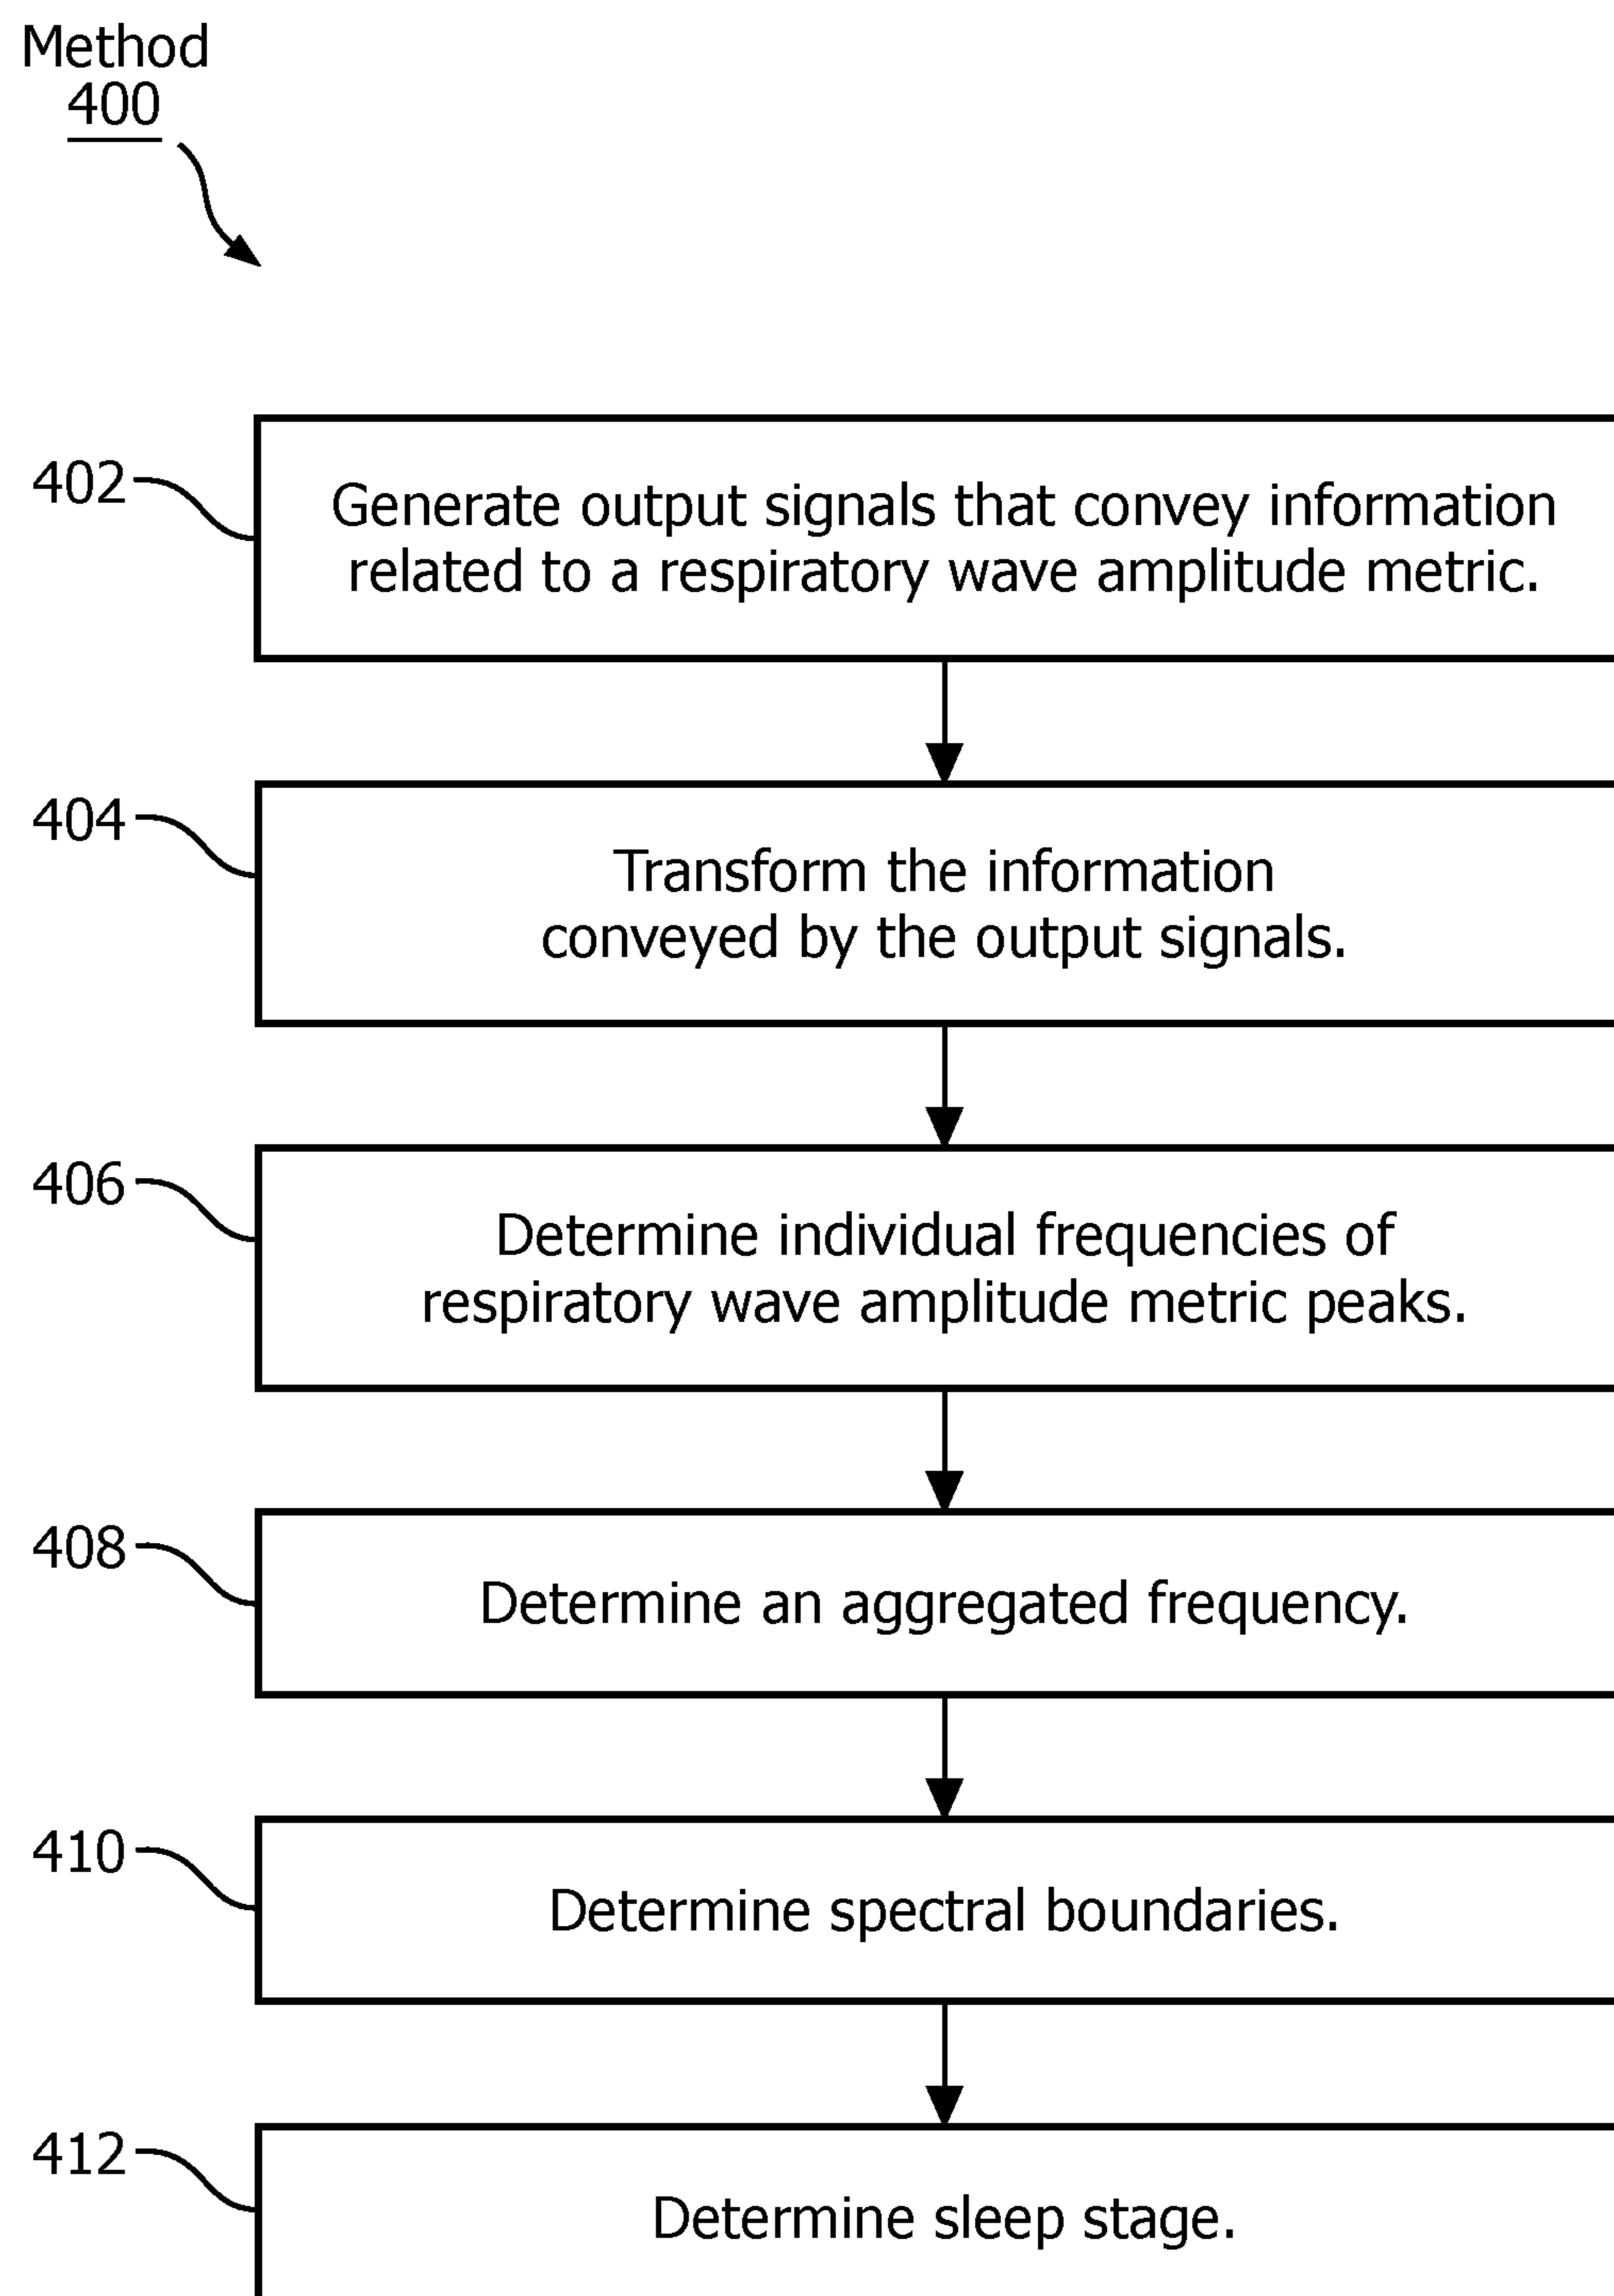 Method
400
402
Generate output signals that convey information
related to a respiratory wave amplitude metric.
404
Transform the information
conveyed by the output signals.
406
Determine individual frequencies of
respiratory wave amplitude metric peaks.
408
Determine an aggregated frequency.
410
Determine spectral boundaries.
412
Determine sleep stage.